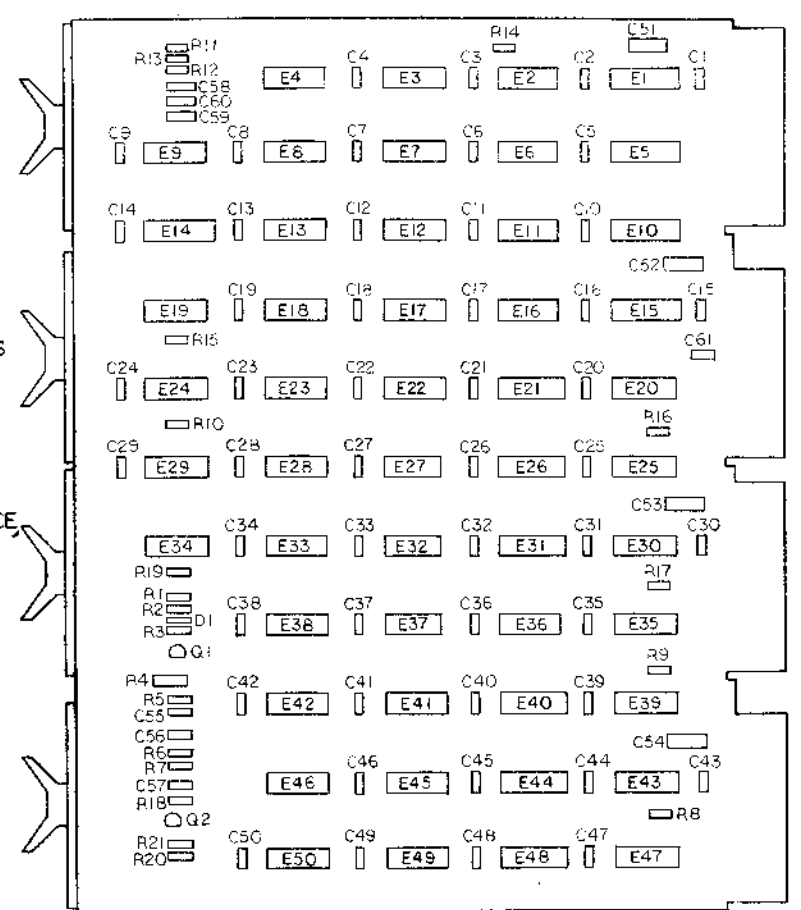 R11 R14 C51
R13 C4 C3 C2 C1
R12 E4 E3 E2 E1
C58
C60
C59
C9 C8 C7 C6 C5
E9 E8 E7 E6 E5
C14 C13 C12 C11 C10
E14 E13 E12 E11 E10
C52
C19 C18 C17 C16 C15
E19 E18 E17 E16 E15
R15 C61
S
C24 C23 C22 C21 C20
E24 E23 E22 E21 E20
R10 R16
C29 C28 C27 C26 C25
E29 E28 E27 E26 E25
C53
CE,
C34 C33 C32 C31 C30
E34 E33 E32 E31 E30
R19 R17
R1
R2 C38 C37 C36 C35
D1
R3 E38 E37 E36 E35
Q1 R9
R4 C42 C41 C40 C39
R5 E42 E41 E40 E39
C55
C56 C54
R6
R7 C46 C45 C44 C43
C57 E46 E45 E44 E43
R18
Q2 R8
R21 C50 C49 C48 C47
R20 E50 E49 E48 E47